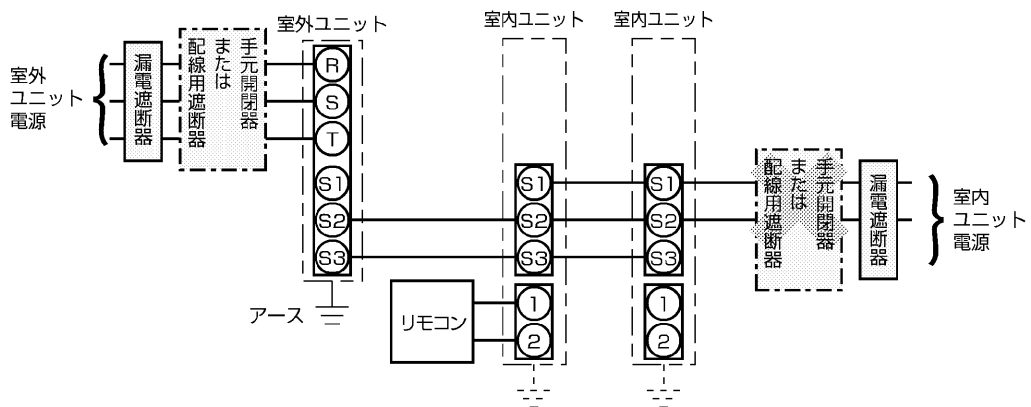 室外ユニット
室内ユニット
室内ユニット
室外
ユニット
電源
漏電遮断器
手元開閉器
または
配線用遮断器
R
S
T
S1
S2
S3
アース
リモコン
S1
S2
S3
1
2
S1
S2
S3
1
2
手元開閉器
または
配線用遮断器
漏電遮断器
室内
ユニット
電源